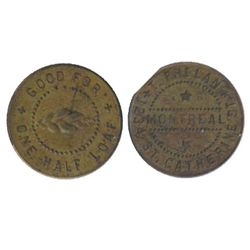 GOOD FOR
ONE HALF LOAF
MONTREAL
ST. CATHERINE